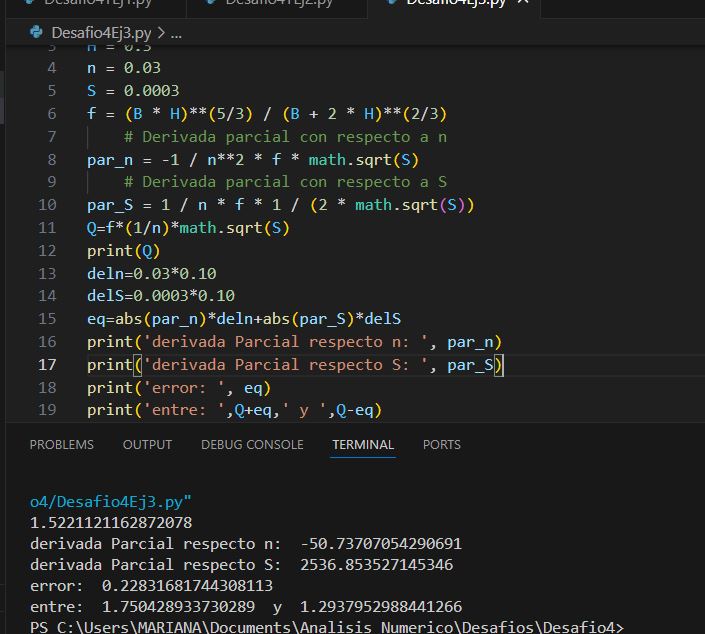 Desafio4Ej3.py
Desafio4Ej3.py > ...
3 H = 0.3
4 n = 0.03
5 S = 0.0003
6 f = (B * H)**(5/3) / (B + 2 * H)**(2/3)
7 # Derivada parcial con respecto a n
8 par_n = -1 / n**2 * f * math.sqrt(S)
9 # Derivada parcial con respecto a S
10 par_S = 1 / n * f * 1 / (2 * math.sqrt(S))
11 Q=f*(1/n)*math.sqrt(S)
12 print(Q)
13 deln=0.03*0.10
14 delS=0.0003*0.10
15 eq=abs(par_n)*deln+abs(par_S)*delS
16 print('derivada Parcial respecto n: ', par_n)
17 print('derivada Parcial respecto S: ', par_S)
18 print('error: ', eq)
19 print('entre: ',Q+eq,' y ',Q-eq)
PROBLEMS OUTPUT DEBUG CONSOLE TERMINAL PORTS
o4/Desafio4Ej3.py"
1.5221121162872078
derivada Parcial respecto n:  -50.73707054290691
derivada Parcial respecto S:  2536.853527145346
error:  0.22831681744308113
entre:  1.750428933730289  y  1.2937952988441266
PS C:\Users\MARIANA\Documents\Analisis Numerico\Desafios\Desafio4>